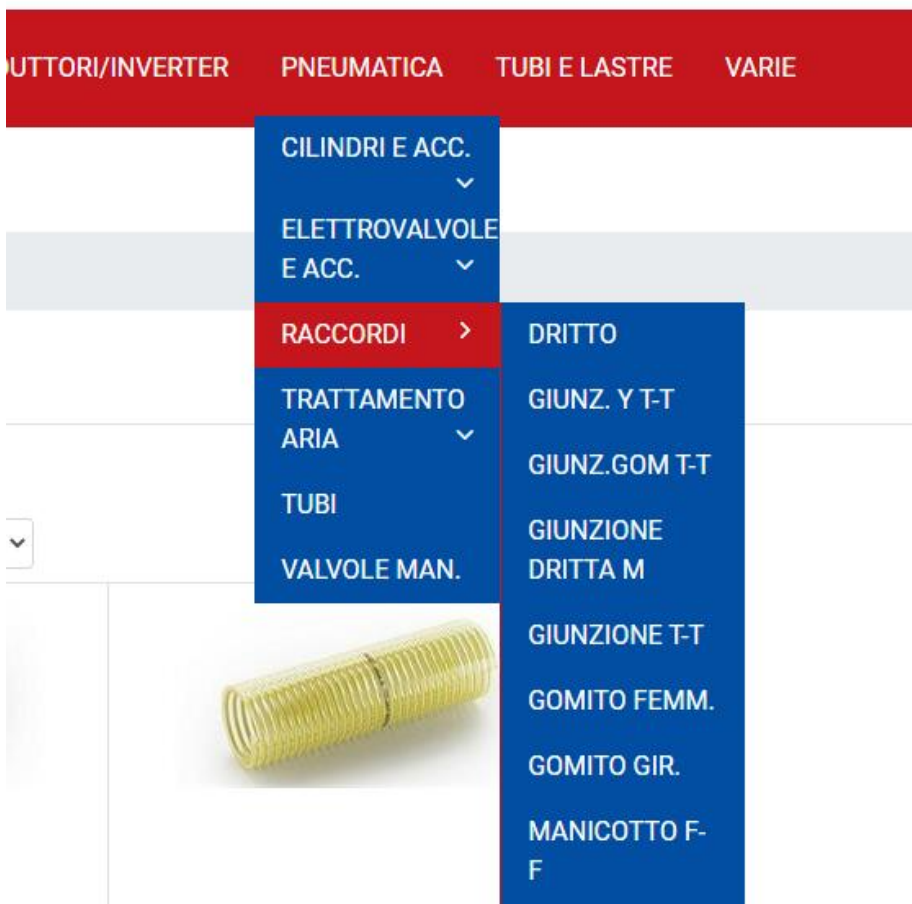 UTTORI/INVERTER PNEUMATICA TUBI E LASTRE VARIE
CILINDRI E ACC.
ELETTROVALVOLE
E ACC.
RACCORDI
TRATTAMENTO
ARIA
TUBI
VALVOLE MAN.
DRITTO
GIUNZ. Y T-T
GIUNZ.GOM T-T
GIUNZIONE
DRITTA M
GIUNZIONE T-T
GOMITO FEMM.
GOMITO GIR.
MANICOTTO F-
F